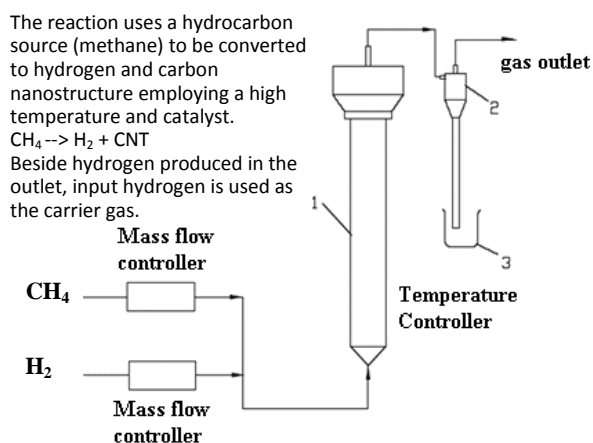 The reaction uses a hydrocarbon
source (methane) to be converted
to hydrogen and carbon
nanostructure employing a high
temperature and catalyst.
CH₄ --> H₂ + CNT
Beside hydrogen produced in the
outlet, input hydrogen is used as
the carrier gas.
gas outlet
2
1
3
Mass flow
controller
CH₄
Temperature
Controller
H₂
Mass flow
controller